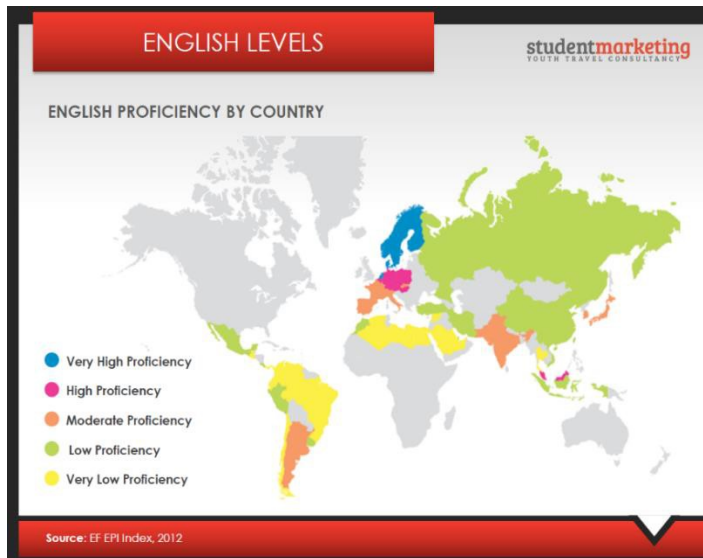 ENGLISH LEVELS
studentmarketing
YOUTH TRAVEL CONSULTANCY
ENGLISH PROFICIENCY BY COUNTRY
Very High Proficiency
High Proficiency
Moderate Proficiency
Low Proficiency
Very Low Proficiency
Source: EF EPI Index, 2012